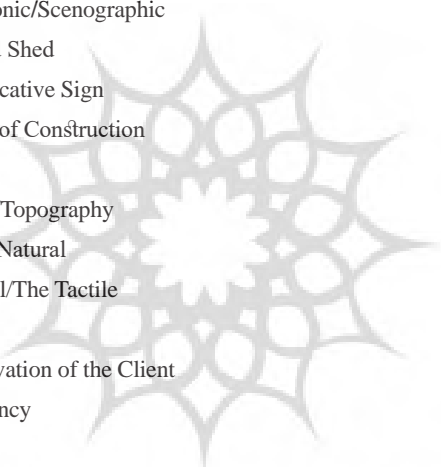 onic/Scenographic
Shed
cative Sign
of Construction
Topography
Natural
l/The Tactile
vation of the Client
ncy